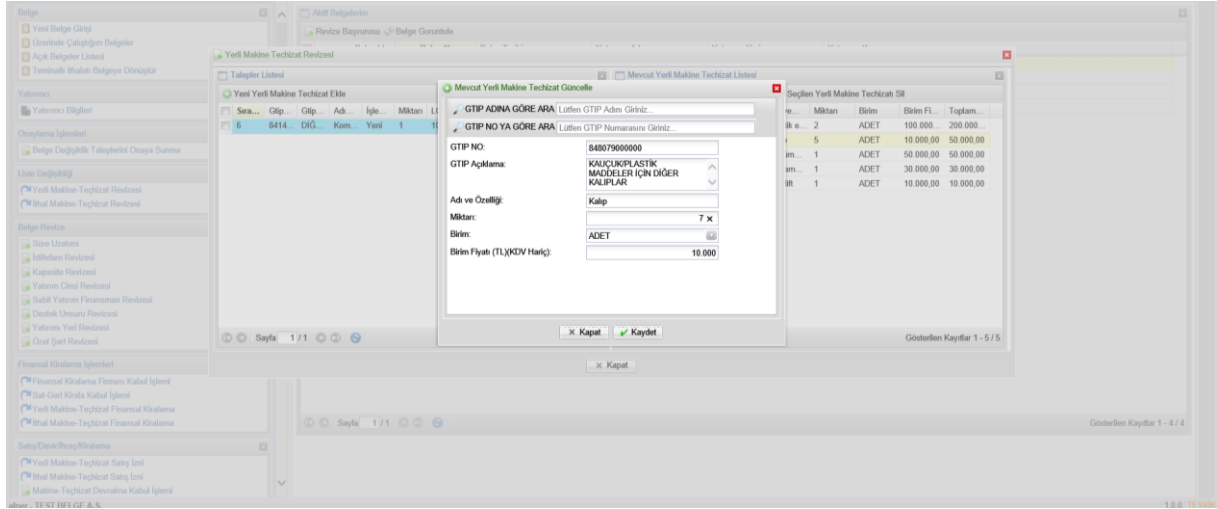 Belge
Yeni Belge Girişi
Üzerinde Çalıştığım Belgeler
Açık Belgeler Listesi
Teminatlı İthalatı Belgeye Dönüştür
Yatırımcı
Yatırımcı Bilgileri
Onaylama İşlemleri
Belge Değişiklik Taleplerini Onaya Sunma
Liste Değişikliği
Yerli Makine-Teçhizat Revizesi
İthal Makine-Teçhizat Revizesi
Belge Revize
Süre Uzatımı
İstihdam Revizesi
Kapasite Revizesi
Yatırım Cinsi Revizesi
Sabit Yatırım Finansman Revizesi
Destek Unsuru Revizesi
Yatırım Yeri Revizesi
Özel Şart Revizesi
Finansal Kiralama İşlemleri
Finansal Kiralama Firması Kabul İşlemi
Sat-Geri Kirala Kabul İşlemi
Yerli Makine-Teçhizat Finansal Kiralama
İthal Makine-Teçhizat Finansal Kiralama
Satış/Devir/İhraç/Kiralama
Yerli Makine-Teçhizat Satış İzni
İthal Makine-Teçhizat Satış İzni
Makine-Teçhizat Devralma Kabul İşlemi
alper - TEST BELGE A.Ş.
Aktif Belgelerim
Revize Başvurusu Belge Goruntule
Yerli Makine Techizat Revizesi
Talepler Listesi
Yeni Yerli Makine Techizat Ekle
Sıra... Gtip... Gtip... Adı... İşle... Miktarı
6 8414... DİĞ... Kom... Yeni 1
Sayfa 1 / 1
Mevcut Yerli Makine Techizat Listesi
Seçilen Yerli Makine Techizatı Sil
Miktarı Birim Birim Fi... Toplam...
2 ADET 100.000... 200.000...
5 ADET 10.000,00 50.000,00
1 ADET 50.000,00 50.000,00
1 ADET 30.000,00 30.000,00
1 ADET 10.000,00 10.000,00
Gösterilen Kayıtlar 1 - 5 / 5
Mevcut Yerli Makine Techizat Güncelle
GTIP ADINA GÖRE ARA Lütfen GTIP Adını Giriniz...
GTIP NO YA GÖRE ARA Lütfen GTIP Numarasını Giriniz...
GTIP NO: 848079000000
GTIP Açıklama: KAUÇUK/PLASTİK
MADDELER İÇİN DİĞER
KALIPLAR
Adı ve Özelliği: Kalıp
Miktarı: 7
Birim: ADET
Birim Fiyatı (TL)(KDV Hariç): 10.000
Kapat Kaydet
Kapat
Sayfa 1 / 1
Gösterilen Kayıtlar 1 - 4 / 4
1.0.0